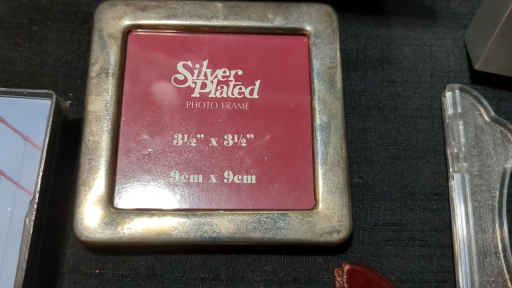 Silver
Plated
PHOTO FRAME
3½" x 3½"
9cm x 9cm